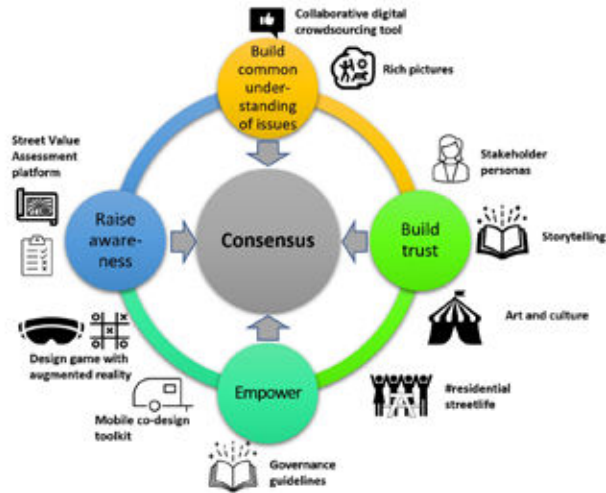 Collaborative digital
crowdsourcing tool
Build
common
under-
standing
of issues
Rich pictures
Street Value
Assessment
platform
Stakeholder
personas
Raise
aware-
ness
Consensus
Build
trust
Storytelling
Art and culture
Design game with
augmented reality
Empower
#residential
streetlife
Mobile co-design
toolkit
Governance
guidelines